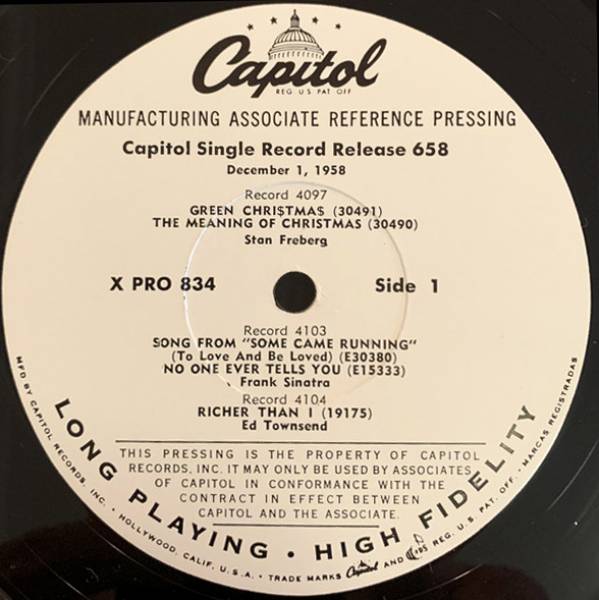 Capitol
REG. U.S. PAT. OFF.
MANUFACTURING ASSOCIATE REFERENCE PRESSING
Capitol Single Record Release 658
December 1, 1958
Record 4097
GREEN CHRI$TMA$ (30491)
THE MEANING OF CHRISTMAS (30490)
Stan Freberg
X PRO 834 Side 1
Record 4103
SONG FROM "SOME CAME RUNNING"
(To Love And Be Loved) (E30380)
NO ONE EVER TELLS YOU (E15333)
Frank Sinatra
Record 4104
RICHER THAN I (19175)
Ed Townsend
THIS PRESSING IS THE PROPERTY OF CAPITOL
RECORDS, INC. IT MAY ONLY BE USED BY ASSOCIATES
OF CAPITOL IN CONFORMANCE WITH THE
CONTRACT IN EFFECT BETWEEN
CAPITOL AND THE ASSOCIATE.
LONG PLAYING • HIGH FIDELITY
MFD. BY CAPITOL RECORDS, INC. • HOLLYWOOD, CALIF. U.S.A. • TRADE MARKS Capitol AND REG. U.S. PAT. OFF. • MARCAS REGISTRADAS